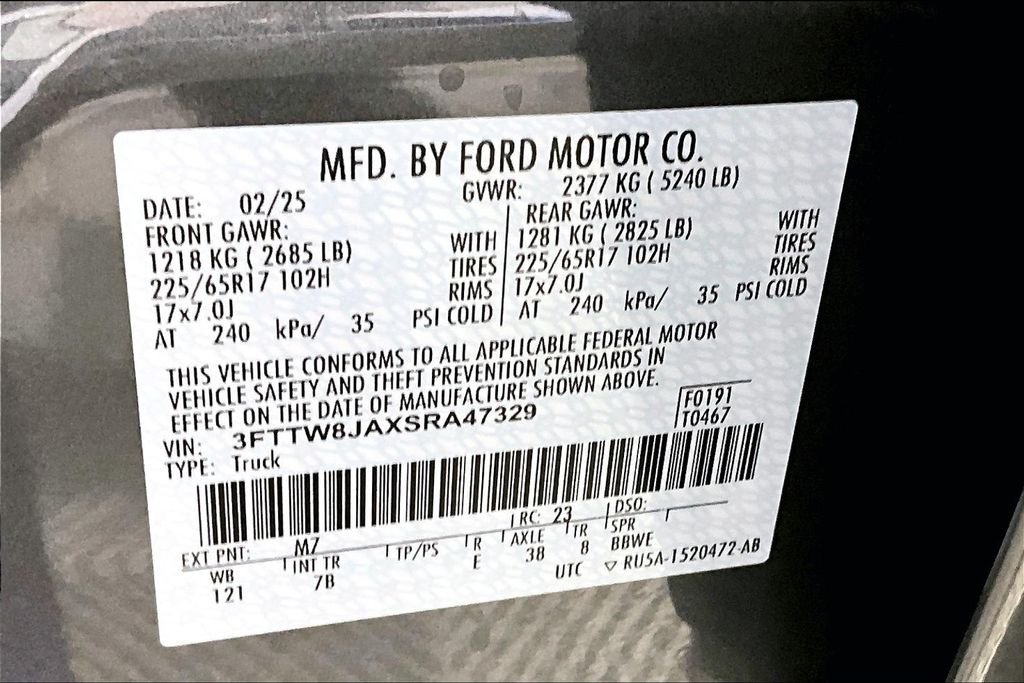 MFD. BY FORD MOTOR CO.
DATE: 02/25 GVWR: 2377 KG ( 5240 LB)
FRONT GAWR: REAR GAWR:
1218 KG ( 2685 LB) WITH 1281 KG ( 2825 LB) WITH
225/65R17 102H TIRES 225/65R17 102H TIRES
17x7.0J RIMS 17x7.0J RIMS
AT 240 kPa/ 35 PSI COLD AT 240 kPa/ 35 PSI COLD
THIS VEHICLE CONFORMS TO ALL APPLICABLE FEDERAL MOTOR
VEHICLE SAFETY AND THEFT PREVENTION STANDARDS IN
EFFECT ON THE DATE OF MANUFACTURE SHOWN ABOVE.
VIN: 3FTTW8JAXSRA47329 F0191
TYPE: Truck T0467
EXT PNT: M7 RC: 23 DSO:
WB INT TR TP/PS R AXLE TR SPR
121 7B E 38 8 BBWE
UTC ▽ RU5A-1520472-AB